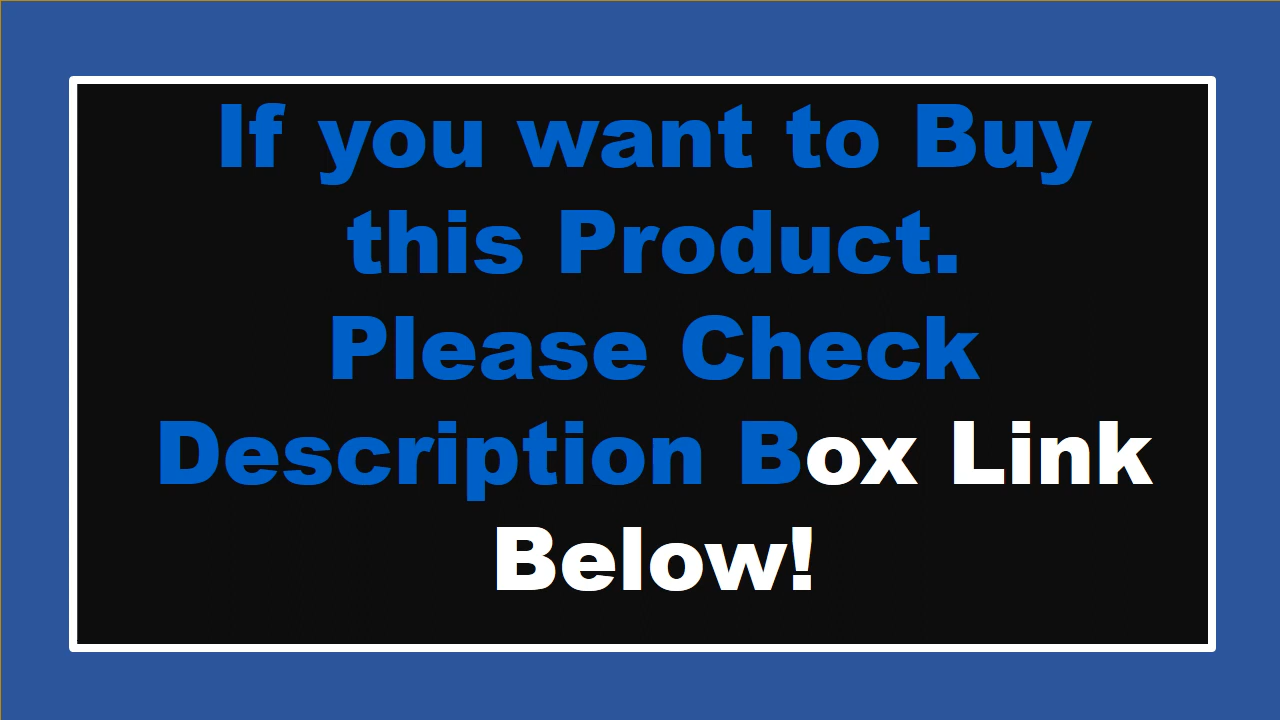 If you want to Buy
this Product.
Please Check
Description Box Link
Below!